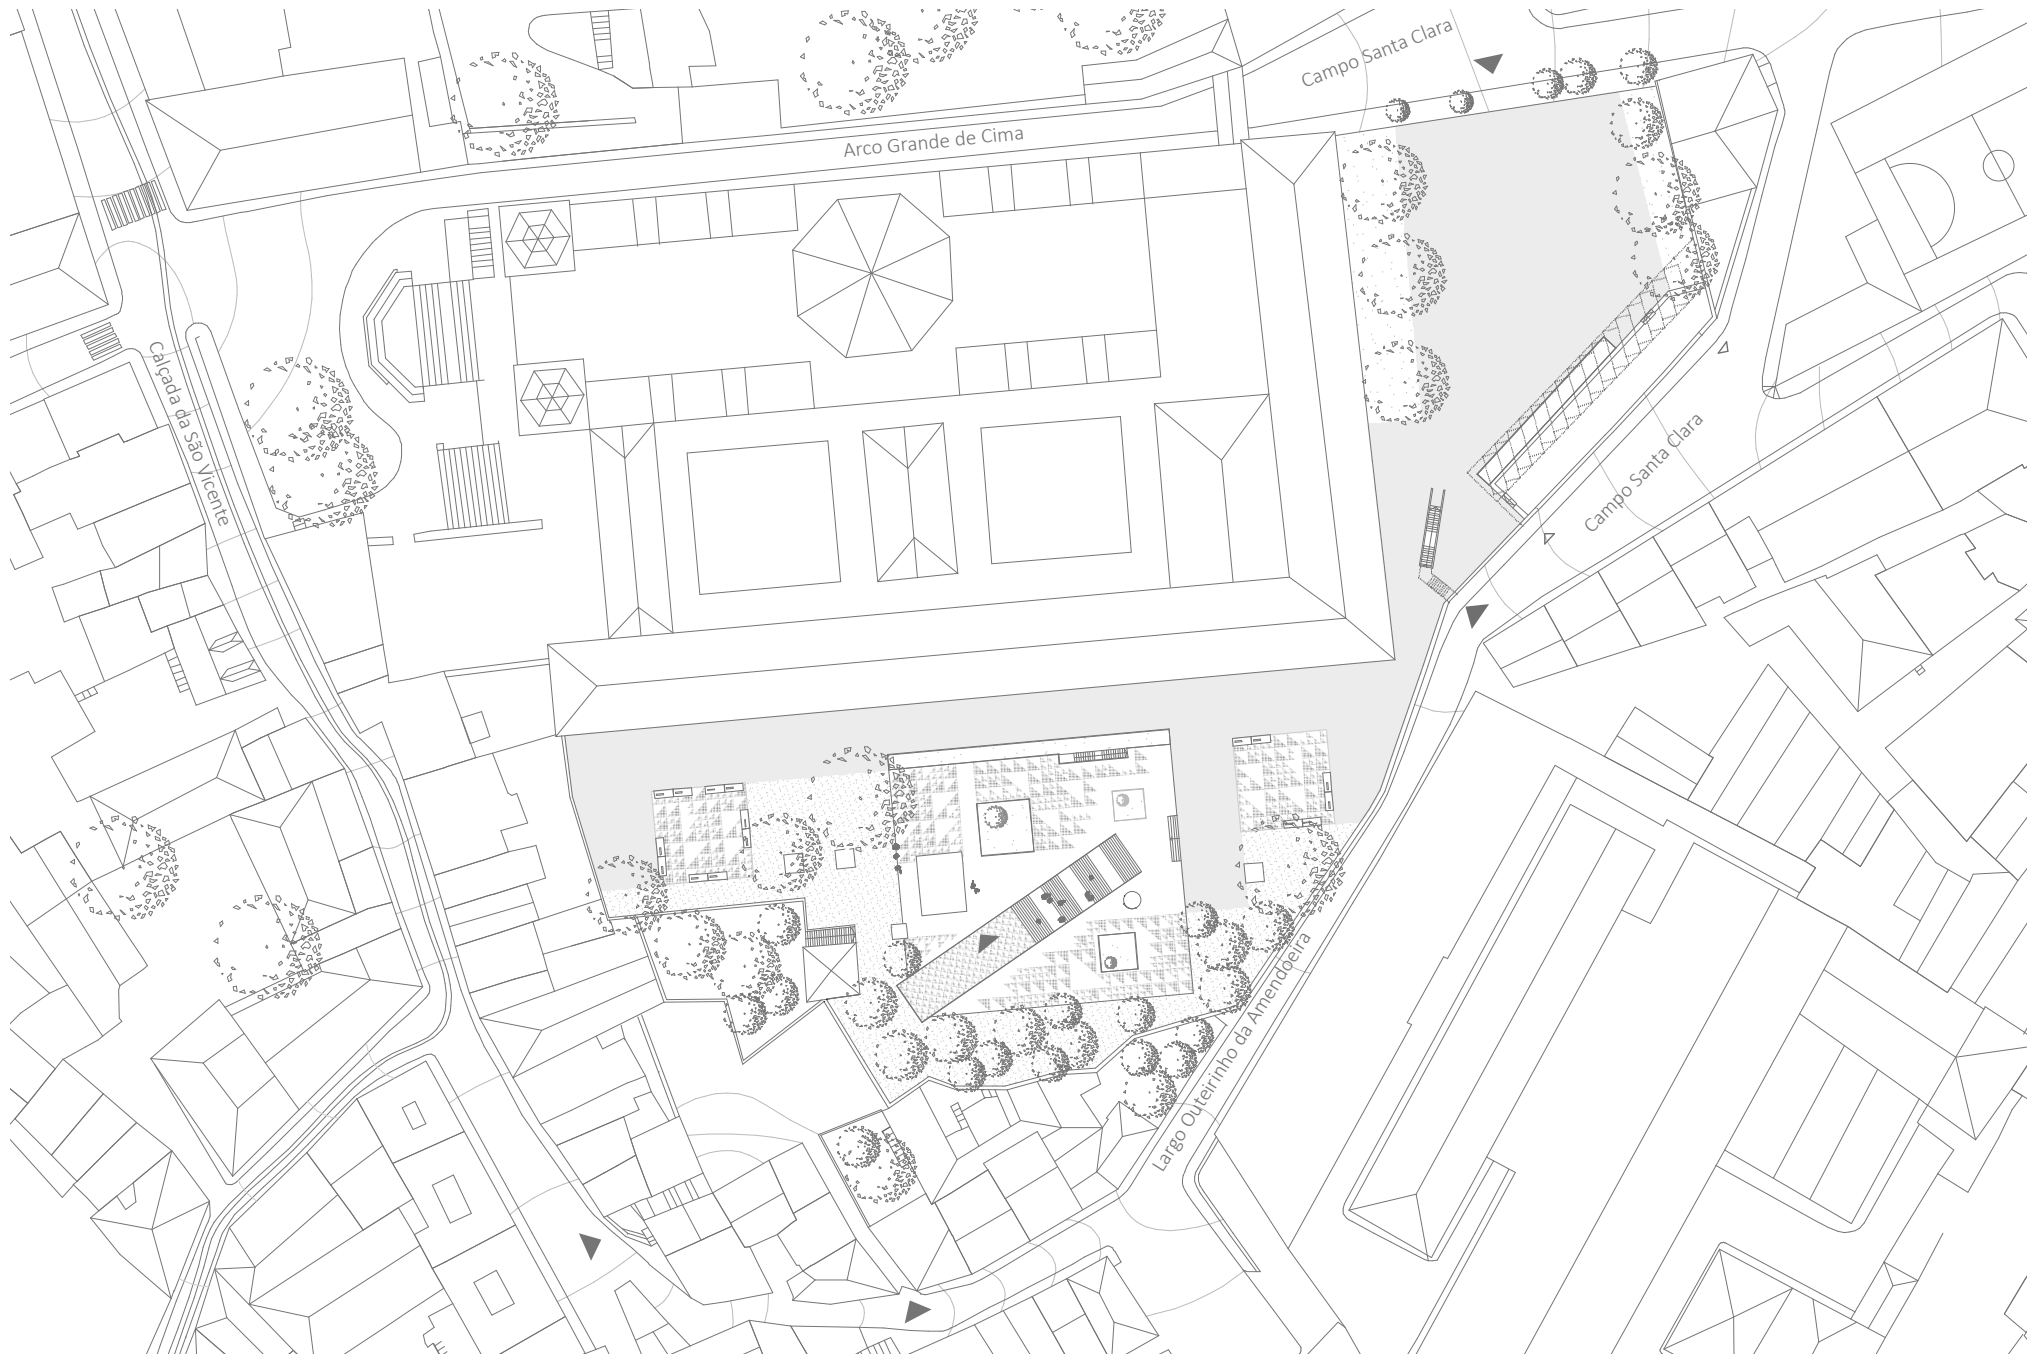 Campo Santa Clara
Arco Grande de Cima
Calçada da São Vicente
Campo Santa Clara
Largo Outeirinho da Amendoeira